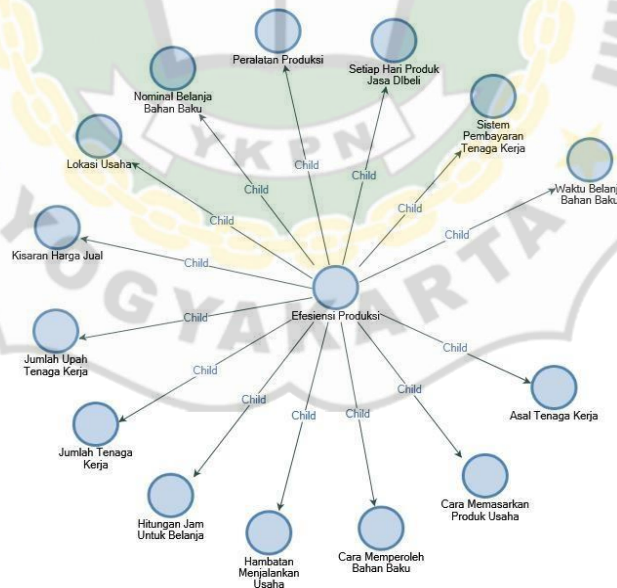 Peralatan Produksi
Setiap Hari Produk
Jasa DIbeli
Nominal Belanja
Bahan Baku
Sistem
Pembayaran
Tenaga Kerja
Lokasi Usaha
Waktu Belanj
Bahan Baku
Kisaran Harga Jual
Child
Child
Child
Child
Child
Child
Child
Child
Efesiensi Produksi
Child
Child
Child
Child
Child
Child
Child
Jumlah Upah
Tenaga Kerja
Asal Tenaga Kerja
Jumlah Tenaga
Kerja
Cara Memasarkan
Produk Usaha
Hitungan Jam
Untuk Belanja
Hambatan
Menjalankan
Usaha
Cara Memperoleh
Bahan Baku
YKPN
YOGYAKARTA